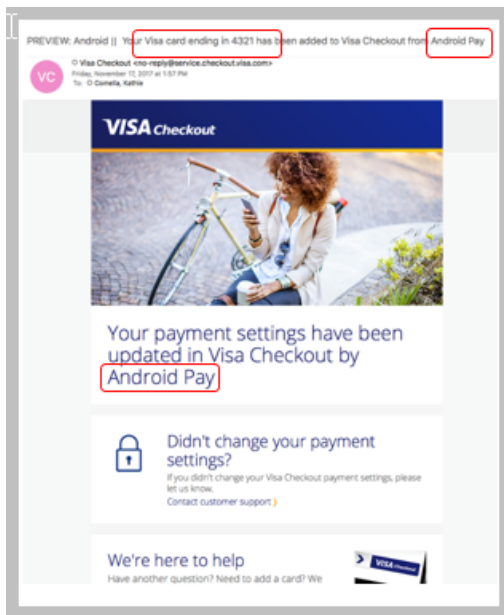 PREVIEW: Android || Your Visa card ending in 4321 has been added to Visa Checkout from Android Pay
VC
Visa Checkout <no-reply@service.checkout.visa.com>
Friday, November 17, 2017 at 1:57 PM
To: Comella, Kathie
VISA Checkout
Your payment settings have been
updated in Visa Checkout by
Android Pay
Didn't change your payment
settings?
If you didn't change your Visa Checkout payment settings, please
let us know.
Contact customer support ⟩
We're here to help
VISA Checkout
Have another question? Need to add a card? We